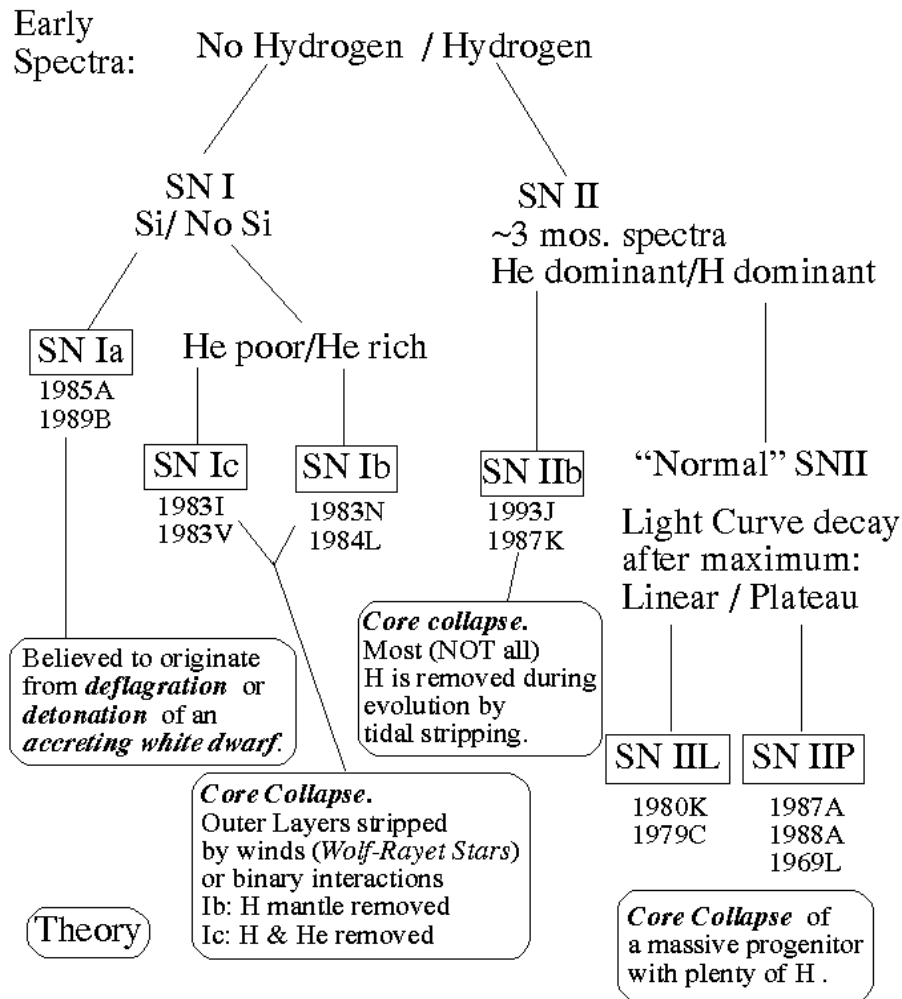 Early
Spectra:
No Hydrogen / Hydrogen
SN I
Si/ No Si
SN II
~3 mos. spectra
He dominant/H dominant
SN Ia
1985A
1989B
He poor/He rich
SN Ic
1983I
1983V
SN Ib
1983N
1984L
SN IIb
1993J
1987K
“Normal” SNII
Light Curve decay
after maximum:
Linear / Plateau
Believed to originate
from deflagration or
detonation of an
accreting white dwarf.
Core collapse.
Most (NOT all)
H is removed during
evolution by
tidal stripping.
SN IIL
1980K
1979C
SN IIP
1987A
1988A
1969L
Core Collapse.
Outer Layers stripped
by winds (Wolf-Rayet Stars)
or binary interactions
Ib: H mantle removed
Ic: H & He removed
Core Collapse of
a massive progenitor
with plenty of H .
Theory